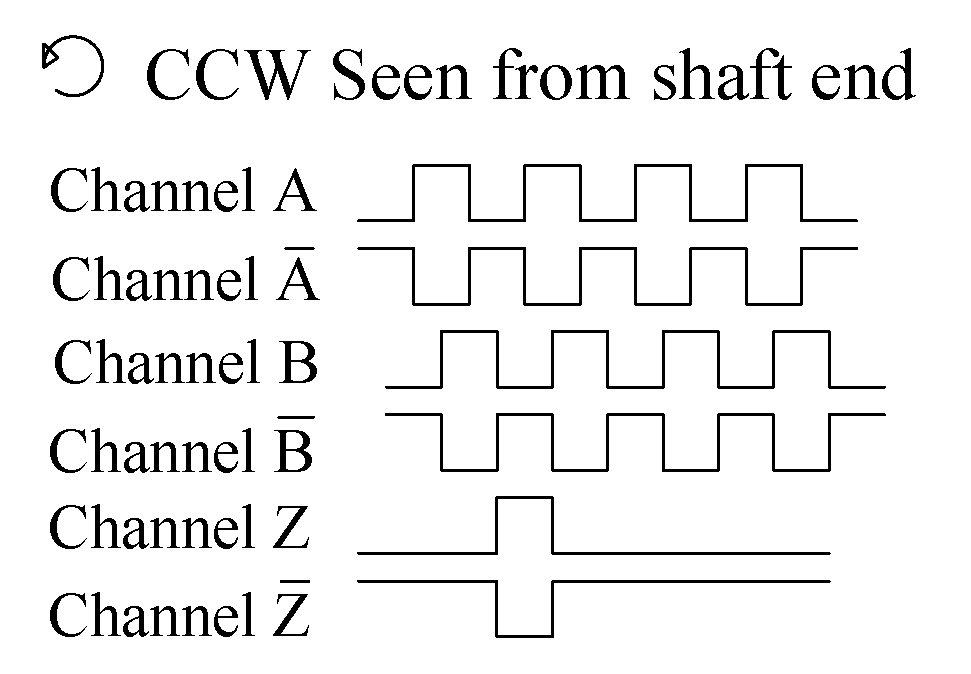 CCW Seen from shaft end
Channel A
Channel A̅
Channel B
Channel B̅
Channel Z
Channel Z̅